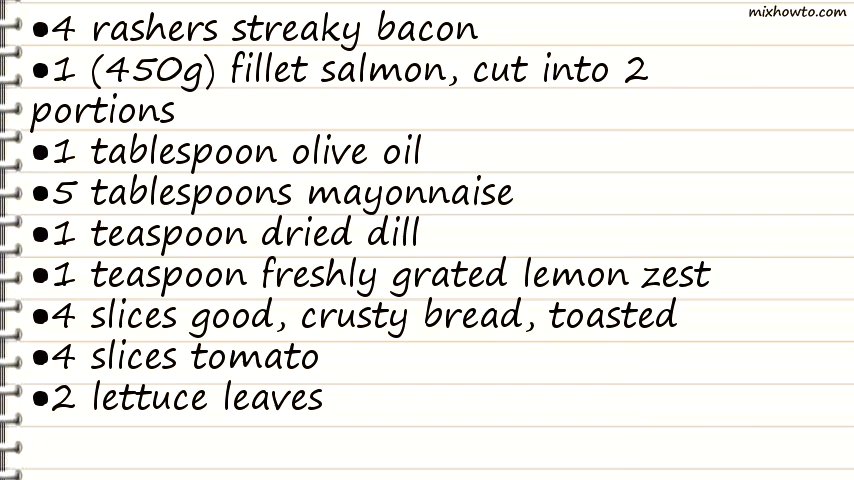 mixhowto.com
●4 rashers streaky bacon
●1 (450g) fillet salmon, cut into 2
portions
●1 tablespoon olive oil
●5 tablespoons mayonnaise
●1 teaspoon dried dill
●1 teaspoon freshly grated lemon zest
●4 slices good, crusty bread, toasted
●4 slices tomato
●2 lettuce leaves